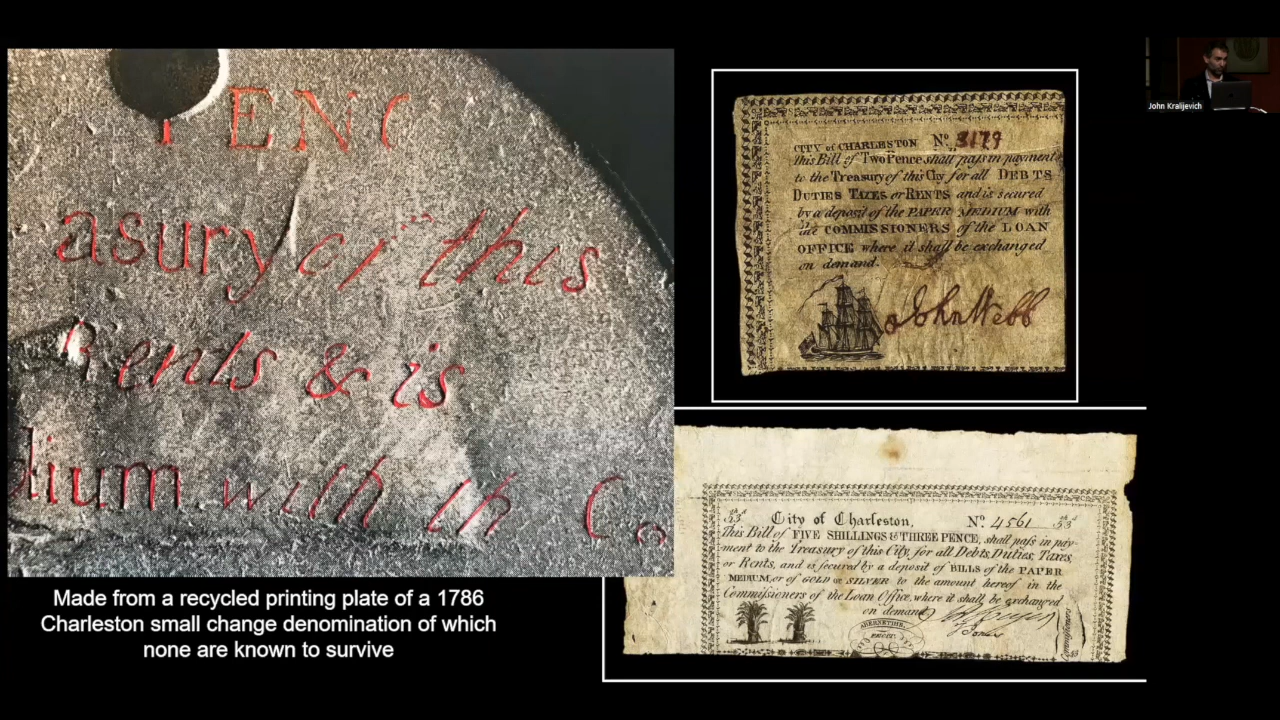 PENC
asury of this
Rents & is
dium with th Co
Made from a recycled printing plate of a 1786
Charleston small change denomination of which
none are known to survive
CITY of CHARLESTON No. 3179
this Bill of Two Pence shall pass in payment
to the Treasury of this City for all DEBTS
DUTIES TAXES or RENTS and is secured
by a deposit of the PAPER MEDIUM with
the COMMISSIONERS of the LOAN
OFFICE where it shall be exchanged
on demand.
John Webb
City of Charleston, No. 4561
This Bill of FIVE SHILLINGS & THREE PENCE, shall pass in pay-
ment to the Treasury of this City, for all Debts, Duties, Taxes,
or Rents, and is secured by a deposit of BILLS of the PAPER
MEDIUM, or of GOLD or SILVER to the amount hereof in the
Commissioners of the Loan Office, where it shall be exchanged
on demand
ABERNETHIE
Commissioners
John Kralijevich